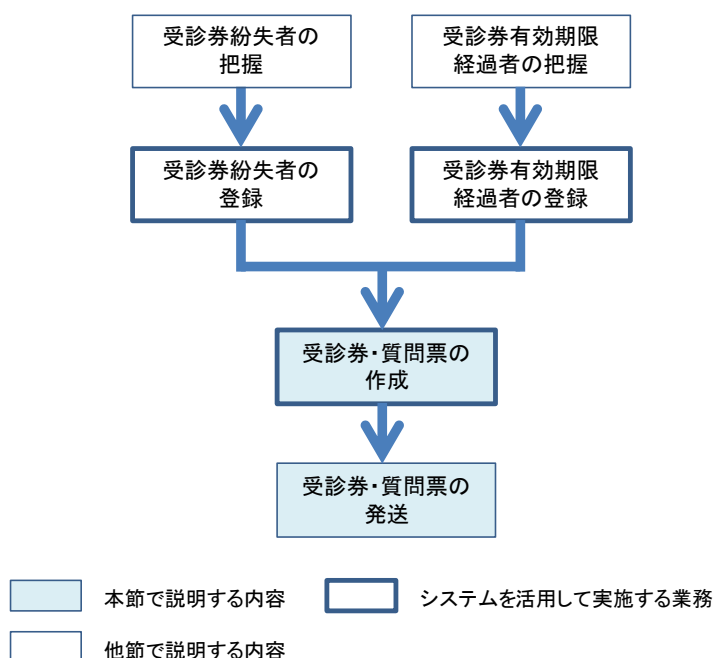 受診券紛失者の
把握
受診券有効期限
経過者の把握
受診券紛失者の
登録
受診券有効期限
経過者の登録
受診券・質問票の
作成
受診券・質問票の
発送
本節で説明する内容
システムを活用して実施する業務
他節で説明する内容